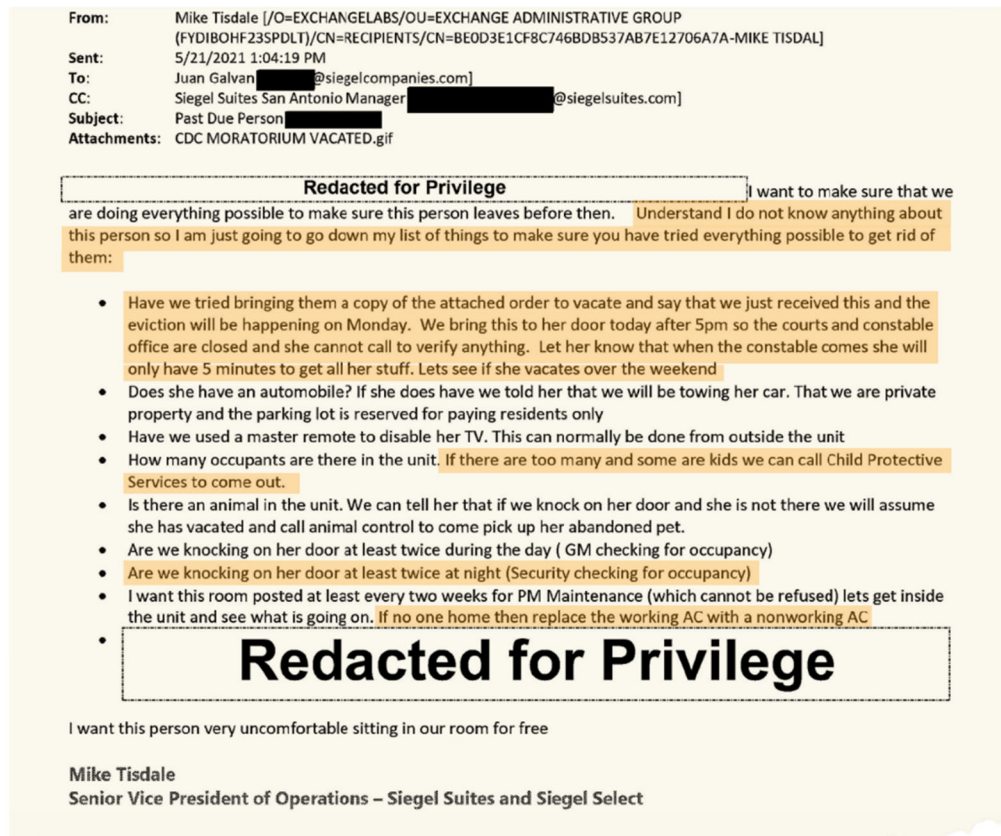 From: Mike Tisdale [/O=EXCHANGELABS/OU=EXCHANGE ADMINISTRATIVE GROUP
(FYDIBOHF23SPDLT)/CN=RECIPIENTS/CN=BE0D3E1CF8C746BDB537AB7E12706A7A-MIKE TISDAL]
Sent: 5/21/2021 1:04:19 PM
To: Juan Galvan @siegelcompanies.com]
CC: Siegel Suites San Antonio Manager @siegelsuites.com]
Subject: Past Due Person
Attachments: CDC MORATORIUM VACATED.gif
Redacted for Privilege I want to make sure that we
are doing everything possible to make sure this person leaves before then. Understand I do not know anything about
this person so I am just going to go down my list of things to make sure you have tried everything possible to get rid of
them:
• Have we tried bringing them a copy of the attached order to vacate and say that we just received this and the
eviction will be happening on Monday. We bring this to her door today after 5pm so the courts and constable
office are closed and she cannot call to verify anything. Let her know that when the constable comes she will
only have 5 minutes to get all her stuff. Lets see if she vacates over the weekend
• Does she have an automobile? If she does have we told her that we will be towing her car. That we are private
property and the parking lot is reserved for paying residents only
• Have we used a master remote to disable her TV. This can normally be done from outside the unit
• How many occupants are there in the unit. If there are too many and some are kids we can call Child Protective
Services to come out.
• Is there an animal in the unit. We can tell her that if we knock on her door and she is not there we will assume
she has vacated and call animal control to come pick up her abandoned pet.
• Are we knocking on her door at least twice during the day ( GM checking for occupancy)
• Are we knocking on her door at least twice at night (Security checking for occupancy)
• I want this room posted at least every two weeks for PM Maintenance (which cannot be refused) lets get inside
the unit and see what is going on. If no one home then replace the working AC with a nonworking AC
• Redacted for Privilege
I want this person very uncomfortable sitting in our room for free
Mike Tisdale
Senior Vice President of Operations – Siegel Suites and Siegel Select